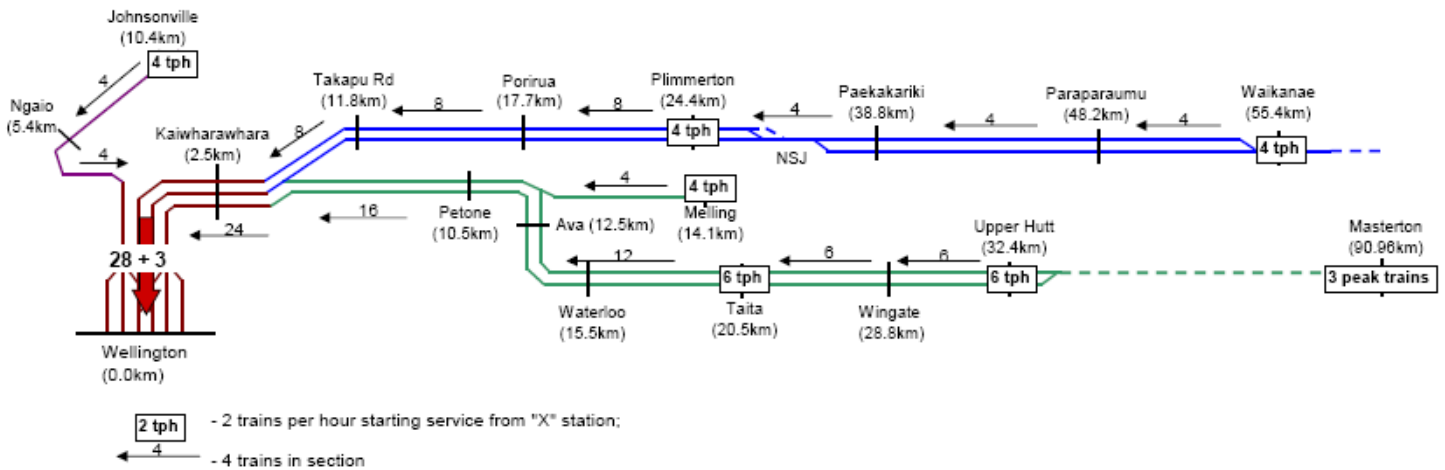 Johnsonville
(10.4km)
4 tph
4
Ngaio
(5.4km
4
Kaiwharawhara
(2.5km)
8
Takapu Rd
(11.8km)
8
Porirua
(17.7km)
8
Plimmerton
(24.4km)
4 tph
4
NSJ
Paekakariki
(38.8km)
4
Paraparaumu
(48.2km)
4
Waikanae
(55.4km)
4 tph
4
4 tph
Melling
(14.1km)
16
Petone
(10.5km)
Ava (12.5km)
24
28 + 3
12
6 tph
Taita
(20.5km)
6
6
Upper Hutt
(32.4km)
6 tph
Masterton
(90.96km)
3 peak trains
Waterloo
(15.5km)
Wingate
(28.8km)
Wellington
(0.0km)
2 tph - 2 trains per hour starting service from "X" station;
4 - 4 trains in section